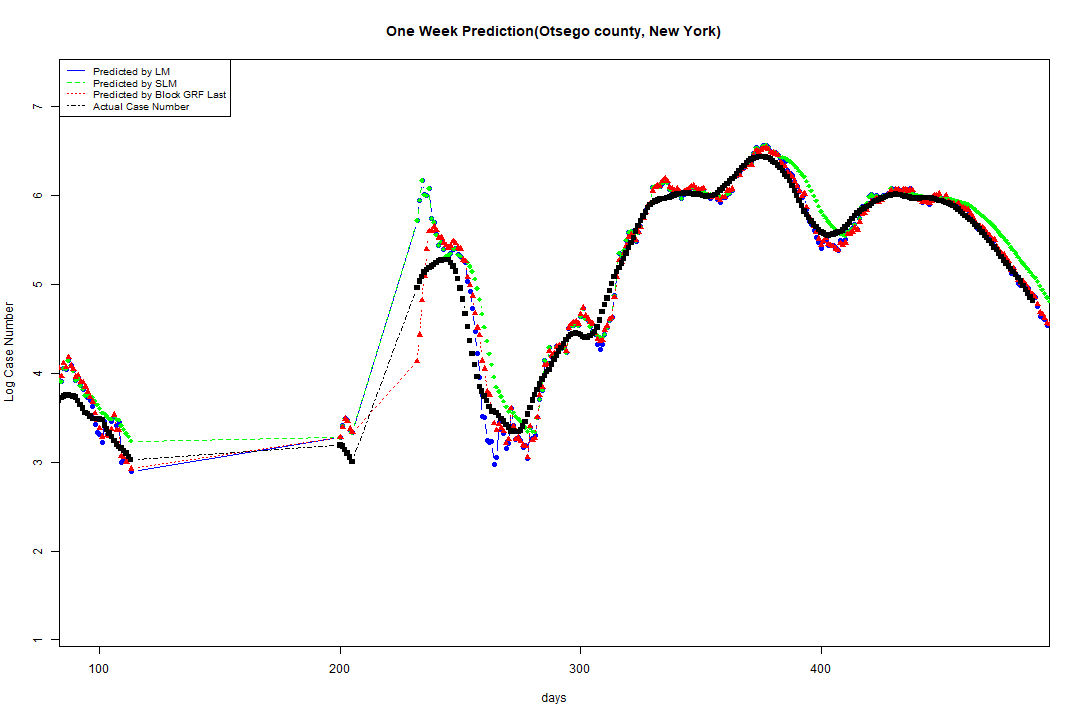 One Week Prediction(Otsego county, New York)
Predicted by LM
Predicted by SLM
Predicted by Block GRF Last
Actual Case Number
7
6
5
4
3
2
1
Log Case Number
100 200 300 400
days